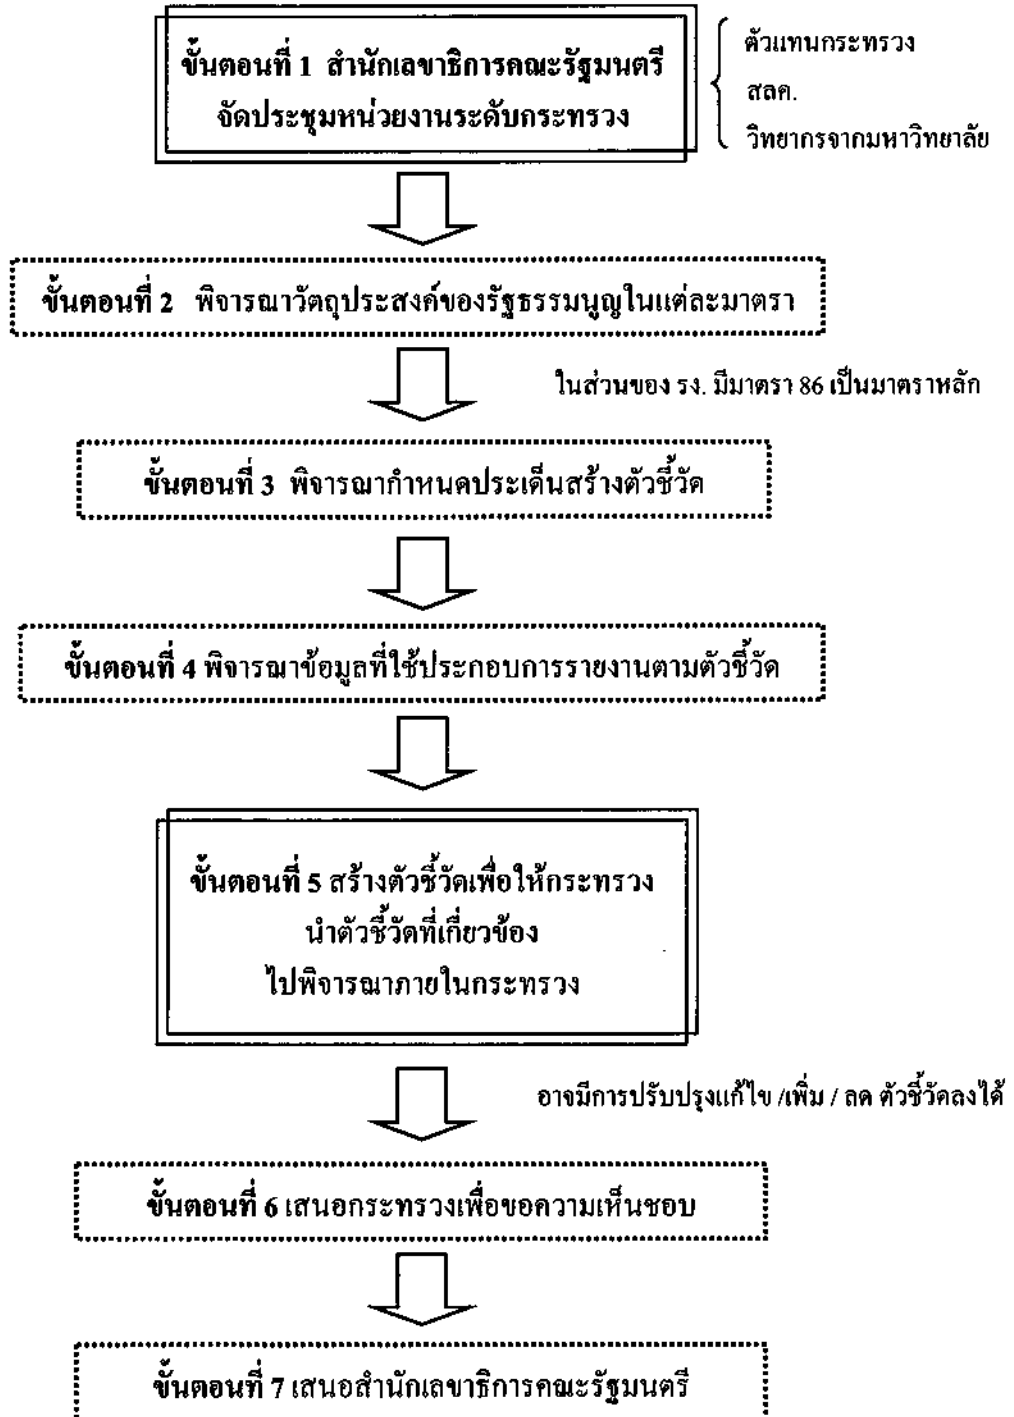 ขั้นตอนที่ 1 สำนักเลขาธิการคณะรัฐมนตรี
จัดประชุมหน่วยงานระดับกระทรวง
ตัวแทนกระทรวง
สลค.
วิทยากรจากมหาวิทยาลัย
ขั้นตอนที่ 2 พิจารณาวัตถุประสงค์ของรัฐธรรมนูญในแต่ละมาตรา
ในส่วนของ รง. มีมาตรา 86 เป็นมาตราหลัก
ขั้นตอนที่ 3 พิจารณากำหนดประเด็นสร้างตัวชี้วัด
ขั้นตอนที่ 4 พิจารณาข้อมูลที่ใช้ประกอบการรายงานตามตัวชี้วัด
ขั้นตอนที่ 5 สร้างตัวชี้วัดเพื่อให้กระทรวง
นำตัวชี้วัดที่เกี่ยวข้อง
ไปพิจารณาภายในกระทรวง
อาจมีการปรับปรุงแก้ไข /เพิ่ม / ลด ตัวชี้วัดลงได้
ขั้นตอนที่ 6 เสนอกระทรวงเพื่อขอความเห็นชอบ
ขั้นตอนที่ 7 เสนอสำนักเลขาธิการคณะรัฐมนตรี